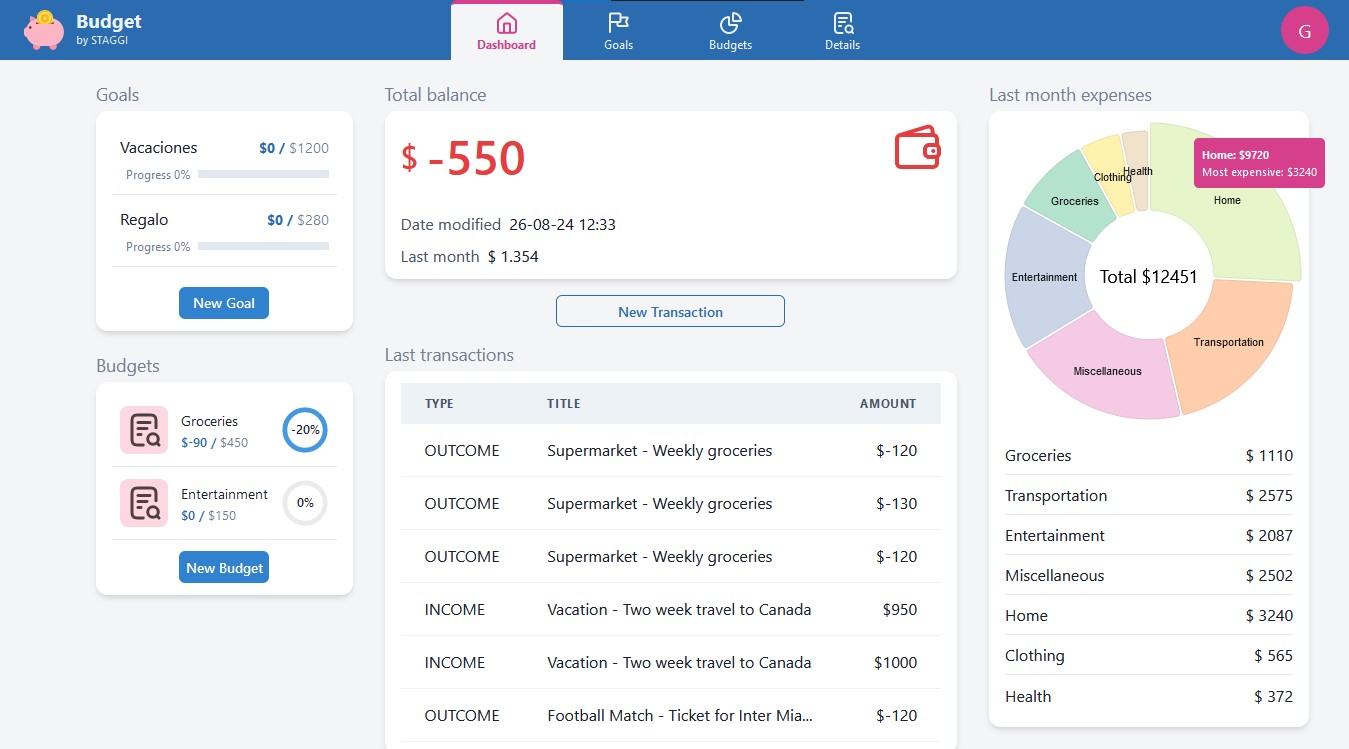 Budget
by STAGGI
Dashboard
Goals
Budgets
Details
G
Goals
Vacaciones $0 / $1200
Progress 0%
Regalo $0 / $280
Progress 0%
New Goal
Budgets
Groceries
$-90 / $450
-20%
Entertainment
$0 / $150
0%
New Budget
Total balance
$ -550
Date modified 26-08-24 12:33
Last month $ 1.354
New Transaction
Last transactions
TYPE TITLE AMOUNT
OUTCOME Supermarket - Weekly groceries $-120
OUTCOME Supermarket - Weekly groceries $-130
OUTCOME Supermarket - Weekly groceries $-120
INCOME Vacation - Two week travel to Canada $950
INCOME Vacation - Two week travel to Canada $1000
OUTCOME Football Match - Ticket for Inter Mia... $-120
Last month expenses
Home: $9720
Most expensive: $3240
Health
Clothing
Home
Groceries
Entertainment
Total $12451
Transportation
Miscellaneous
Groceries $ 1110
Transportation $ 2575
Entertainment $ 2087
Miscellaneous $ 2502
Home $ 3240
Clothing $ 565
Health $ 372